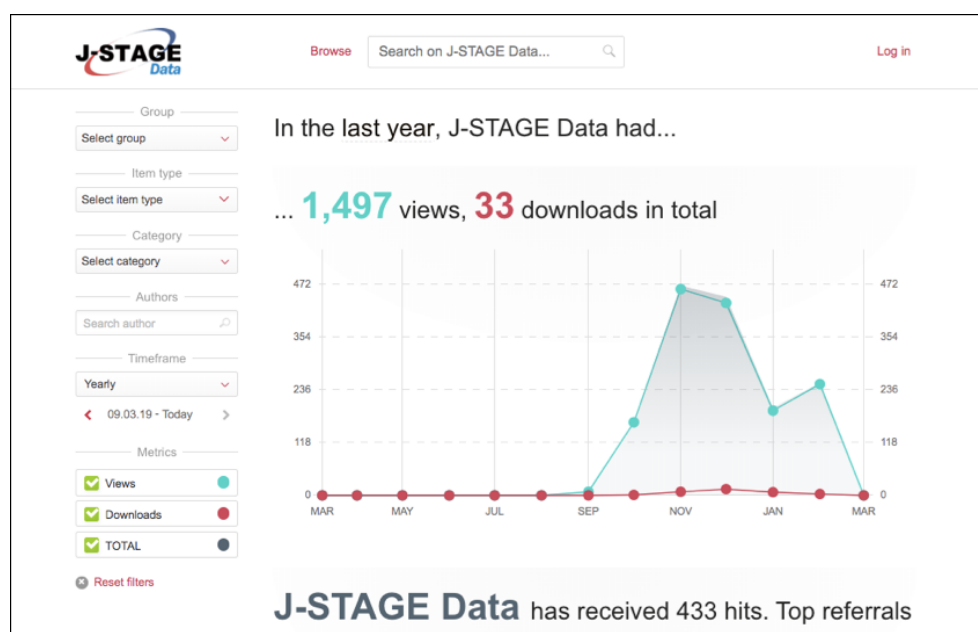 J-STAGE
Data
Browse
Search on J-STAGE Data...
Log in
Group
Select group
Item type
Select item type
Category
Select category
Authors
Search author
Timeframe
Yearly
09.03.19 - Today
Metrics
Views
Downloads
TOTAL
Reset filters
In the last year, J-STAGE Data had...
... 1,497 views, 33 downloads in total
472 472
354 354
236 236
118 118
0 0
MAR MAY JUL SEP NOV JAN MAR
J-STAGE Data has received 433 hits. Top referrals